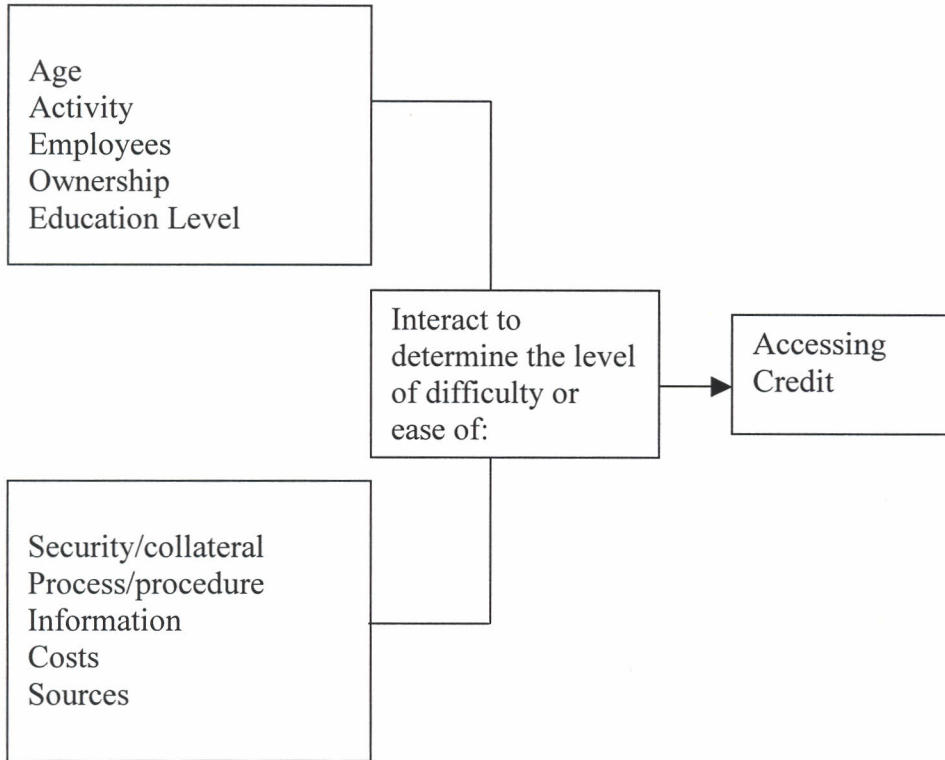 Age
Activity
Employees
Ownership
Education Level
Interact to
determine the level
of difficulty or
ease of:
Accessing
Credit
Security/collateral
Process/procedure
Information
Costs
Sources